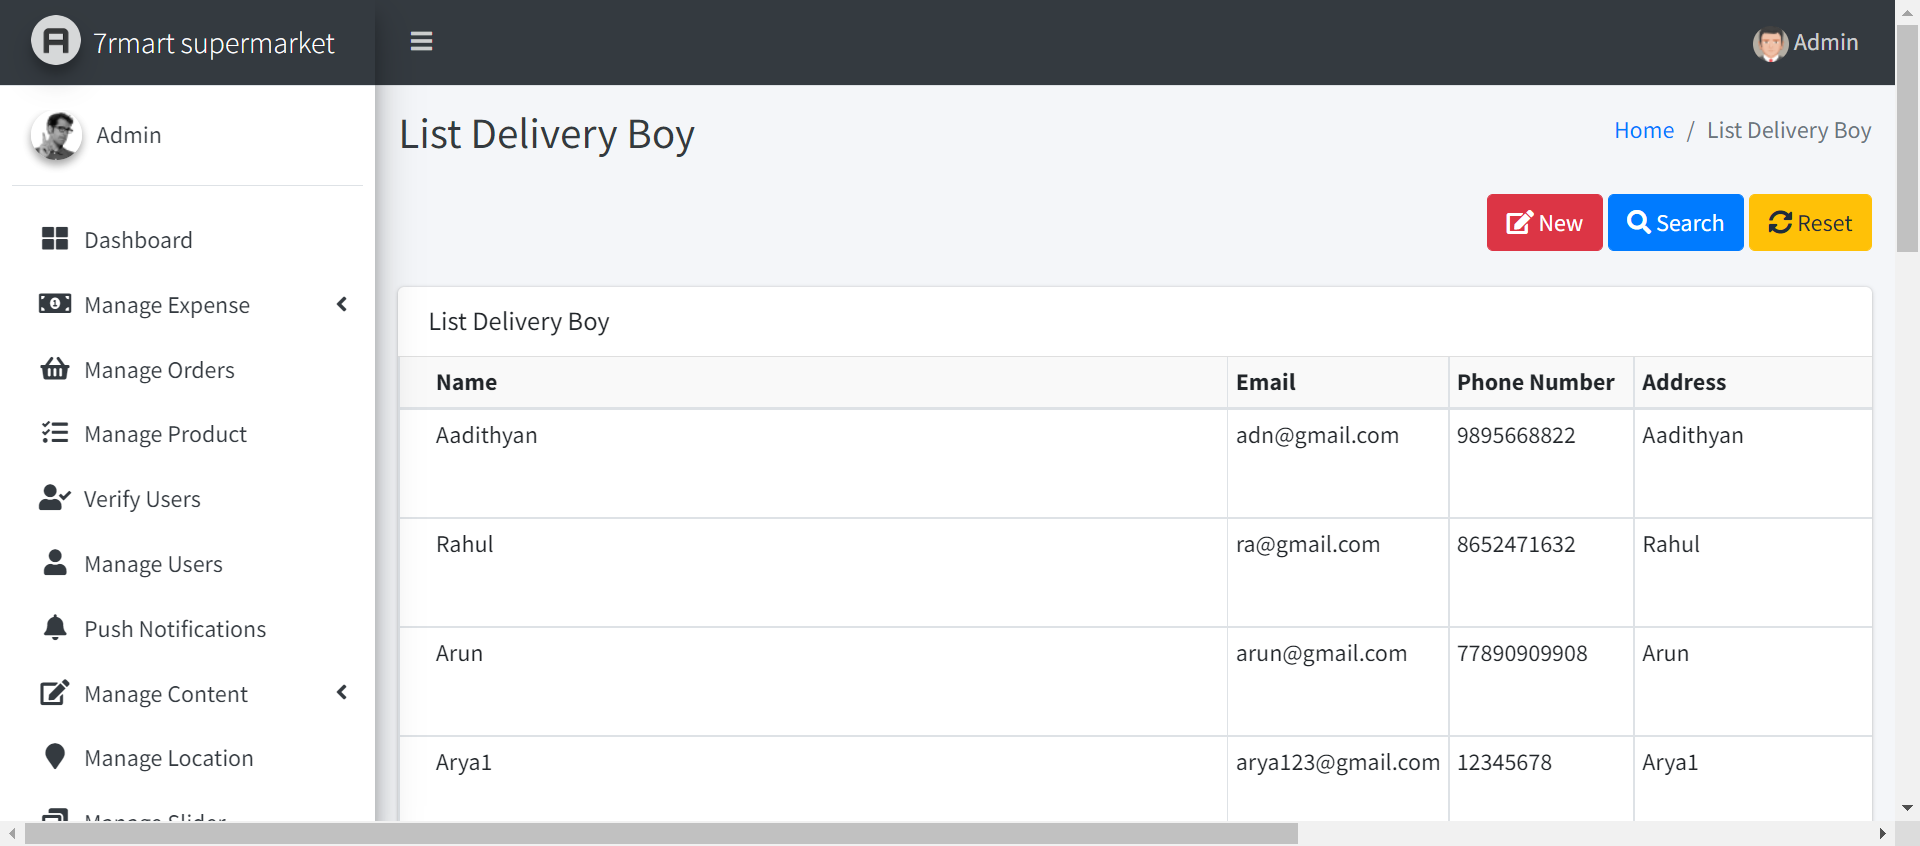 7rmart supermarket
Admin
Admin
List Delivery Boy
Home / List Delivery Boy
New
Search
Reset
Dashboard
Manage Expense
Manage Orders
Manage Product
Verify Users
Manage Users
Push Notifications
Manage Content
Manage Location
Manage Slider
List Delivery Boy
Name Email Phone Number Address
Aadithyan adn@gmail.com 9895668822 Aadithyan
Rahul ra@gmail.com 8652471632 Rahul
Arun arun@gmail.com 77890909908 Arun
Arya1 arya123@gmail.com 12345678 Arya1